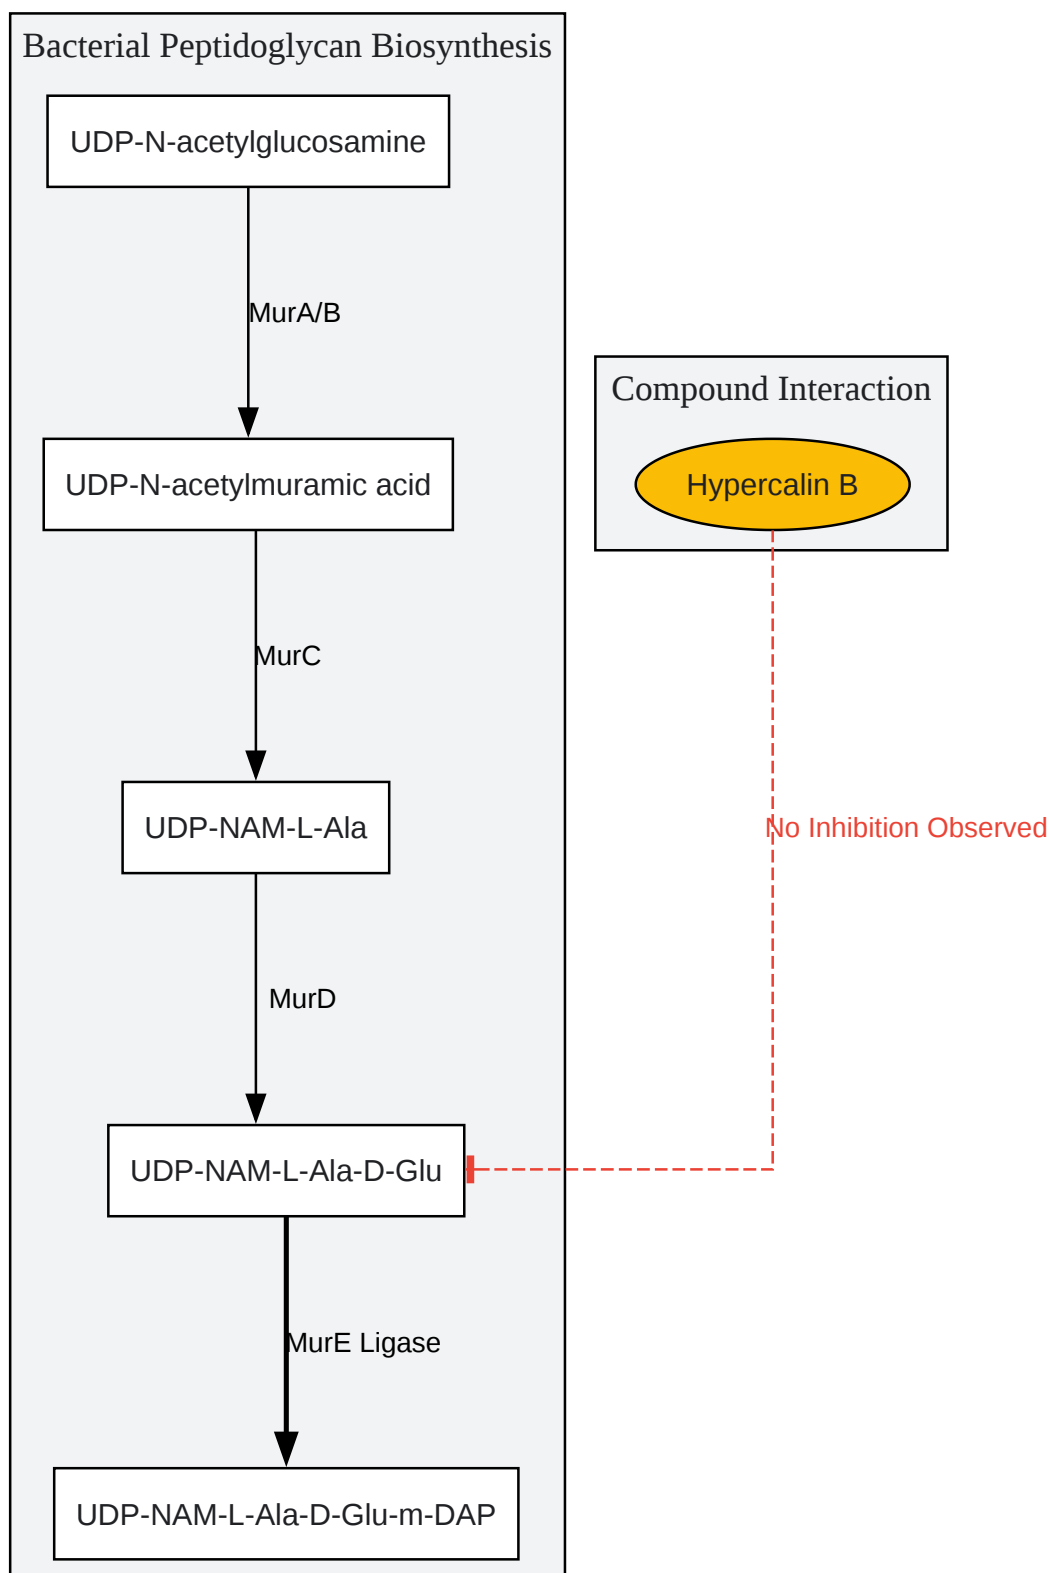 Bacterial Peptidoglycan Biosynthesis
UDP-N-acetylglucosamine
MurA/B
Compound Interaction
UDP-N-acetylmuramic acid
Hypercalin B
MurC
UDP-NAM-L-Ala
No Inhibition Observed
MurD
UDP-NAM-L-Ala-D-Glu
MurE Ligase
UDP-NAM-L-Ala-D-Glu-m-DAP